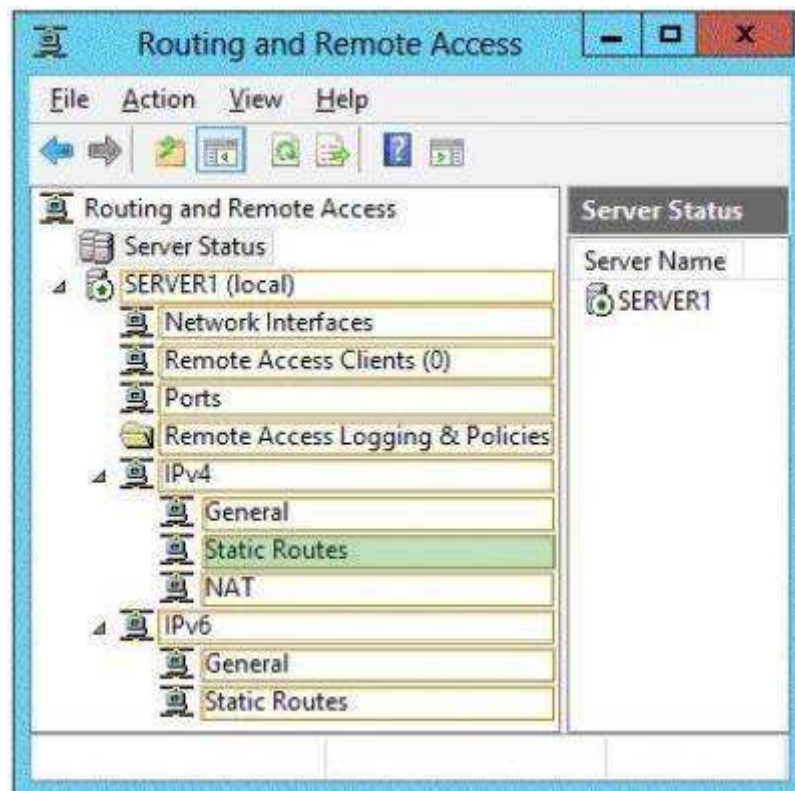 Routing and Remote Access
File Action View Help
Routing and Remote Access
Server Status
SERVER1 (local)
Network Interfaces
Remote Access Clients (0)
Ports
Remote Access Logging & Policies
IPv4
General
Static Routes
NAT
IPv6
General
Static Routes
Server Status
Server Name
SERVER1